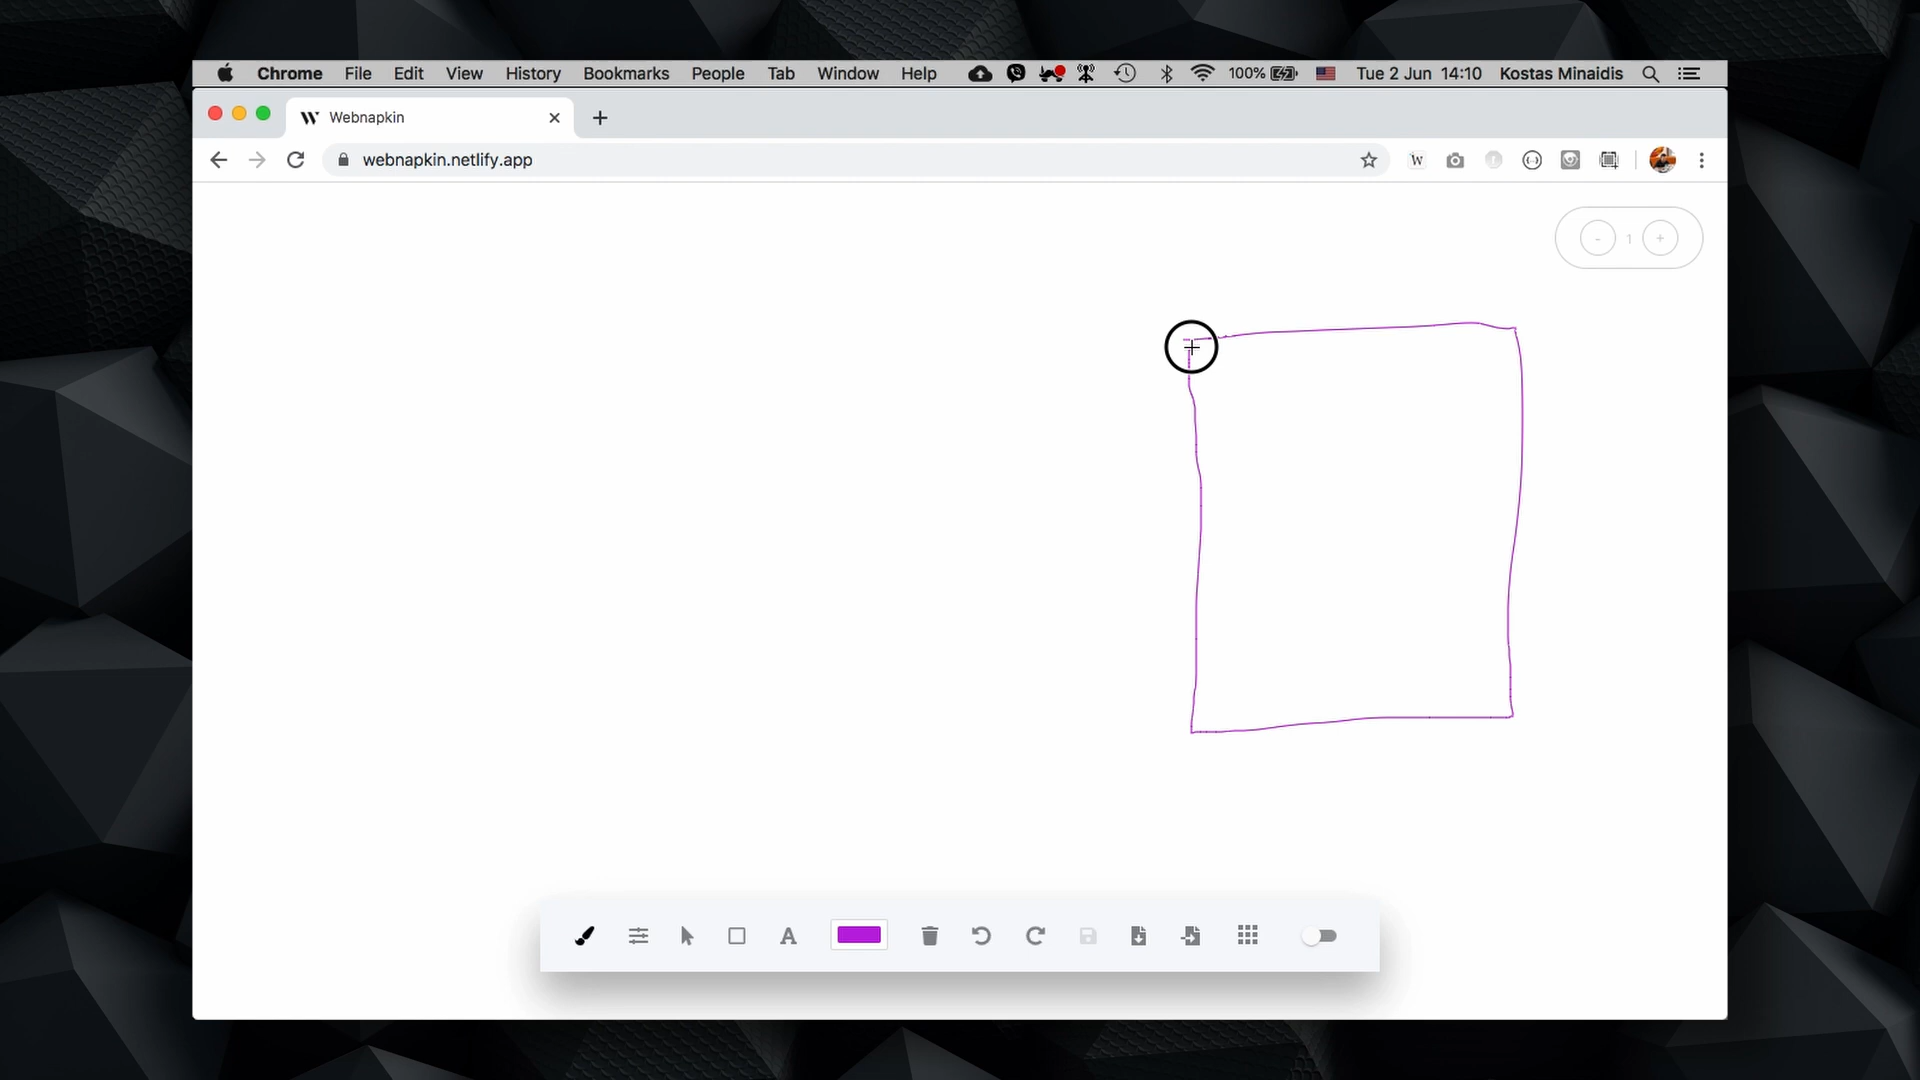 Chrome File Edit View History Bookmarks People Tab Window Help 100% Tue 2 Jun 14:10 Kostas Minaidis
Webnapkin
webnapkin.netlify.app
W
- 1 +
A